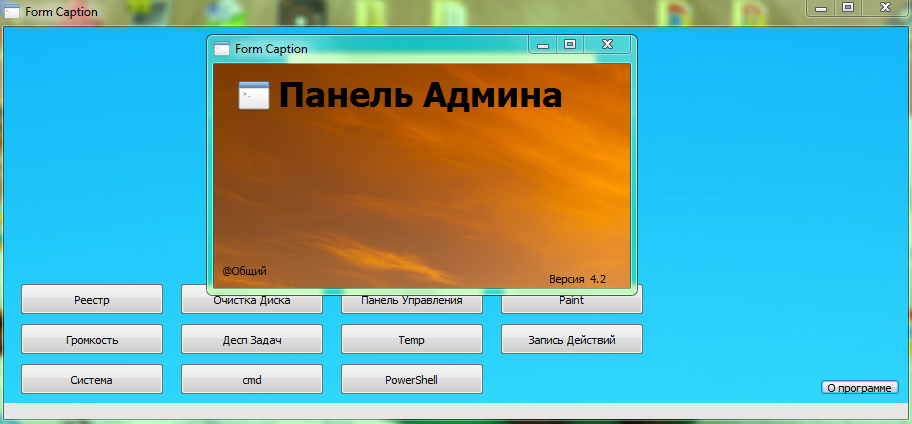 Form Caption
Form Caption
Панель Админа
@Общий
Версия 4.2
Реестр
Очистка Диска
Панель Управления
Paint
Громкость
Десп Задач
Temp
Запись Действий
Система
cmd
PowerShell
О программе